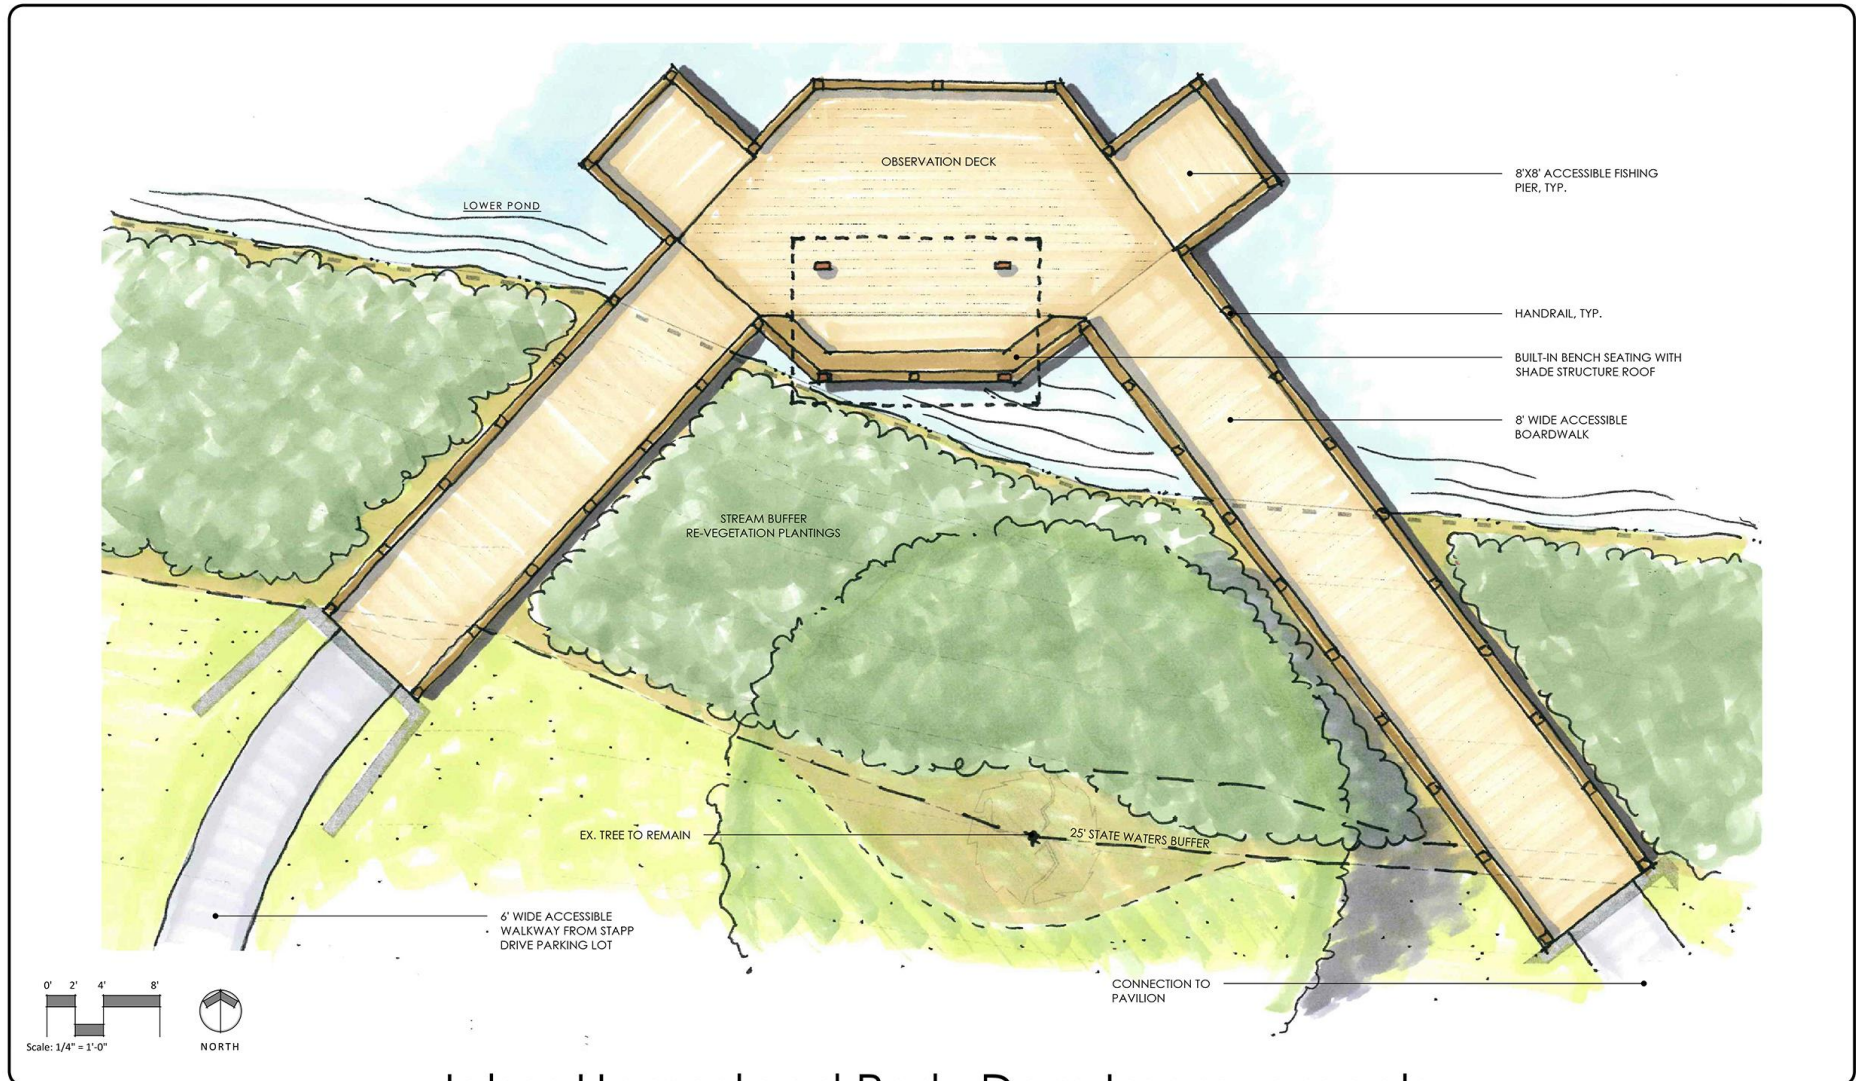 OBSERVATION DECK
8'X8' ACCESSIBLE FISHING
PIER, TYP.
LOWER POND
HANDRAIL, TYP.
BUILT-IN BENCH SEATING WITH
SHADE STRUCTURE ROOF
8' WIDE ACCESSIBLE
BOARDWALK
STREAM BUFFER
RE-VEGETATION PLANTINGS
EX. TREE TO REMAIN
25' STATE WATERS BUFFER
6' WIDE ACCESSIBLE
WALKWAY FROM STAPP
DRIVE PARKING LOT
CONNECTION TO
PAVILION
0' 2' 4' 8'
Scale: 1/4" = 1'-0"
NORTH